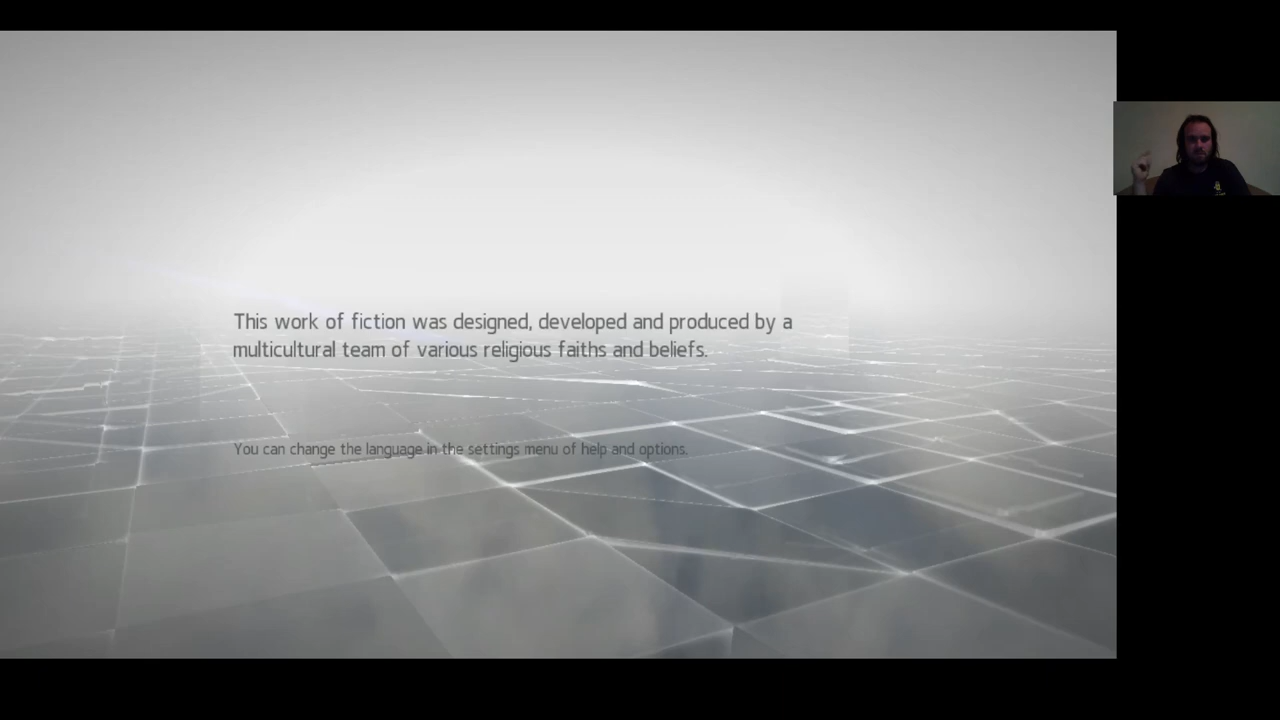 This work of fiction was designed, developed and produced by a
multicultural team of various religious faiths and beliefs.
You can change the language in the settings menu of help and options.